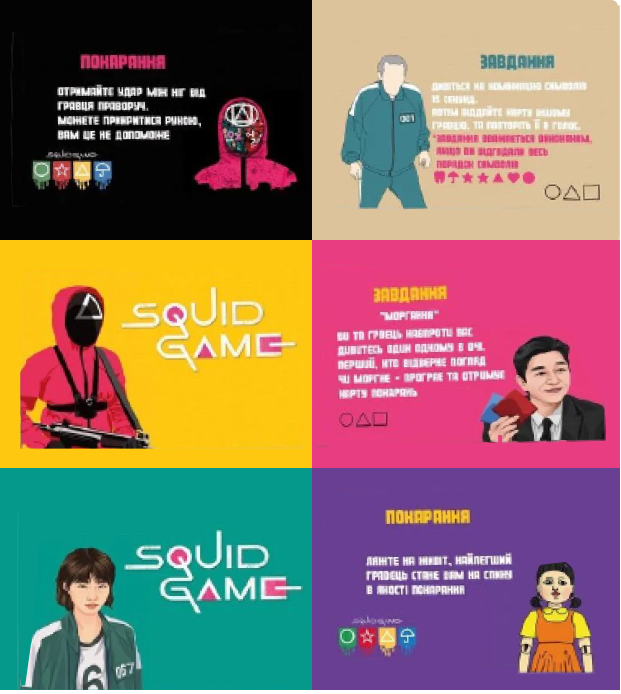 ПОКАРАННЯ
ОТРИМАЙТЕ УДАР МІЖ НІГ ВІД
ГРАВЦЯ ПРАВОРУЧ.
МОЖЕТЕ ПРИКРИТИСЯ РУКОЮ,
ВАМ ЦЕ НЕ ДОПОМОЖЕ
ЗАВДАННЯ
ДИВІТЬСЯ НА КОМБІНАЦІЮ СИМВОЛІВ
15 СЕКУНД.
ПОТІМ ВІДДАЙТЕ КАРТУ ІНШОМУ
ГРАВЦЮ, ТА ПОВТОРІТЬ ЇЇ В ГОЛОС.
*ЗАВДАННЯ ВВАЖАЄТЬСЯ ВИКОНАНИМ,
ЯКЩО ВИ ВІДГАДАЛИ ВЕСЬ
ПОРЯДОК СИМВОЛІВ
001
SQUID
GAME
ЗАВДАННЯ
"МОРГАННЯ"
ВИ ТА ГРАВЕЦЬ НАВПРОТИ ВАС
ДИВИТЕСЬ ОДИН ОДНОМУ В ОЧІ.
ПЕРШИЙ, ХТО ВІДВЕРНЕ ПОГЛЯД
ЧИ МОРГНЕ - ПРОГРАЄ ТА ОТРИМУЄ
КАРТУ ПОКАРАНЬ
SQUID
GAME
067
6
ПОКАРАННЯ
ЛЯЖТЕ НА ЖИВІТ, НАЙЛЕГШИЙ
ГРАВЕЦЬ СТАНЕ ВАМ НА СПИНУ
В ЯКОСТІ ПОКАРАННЯ